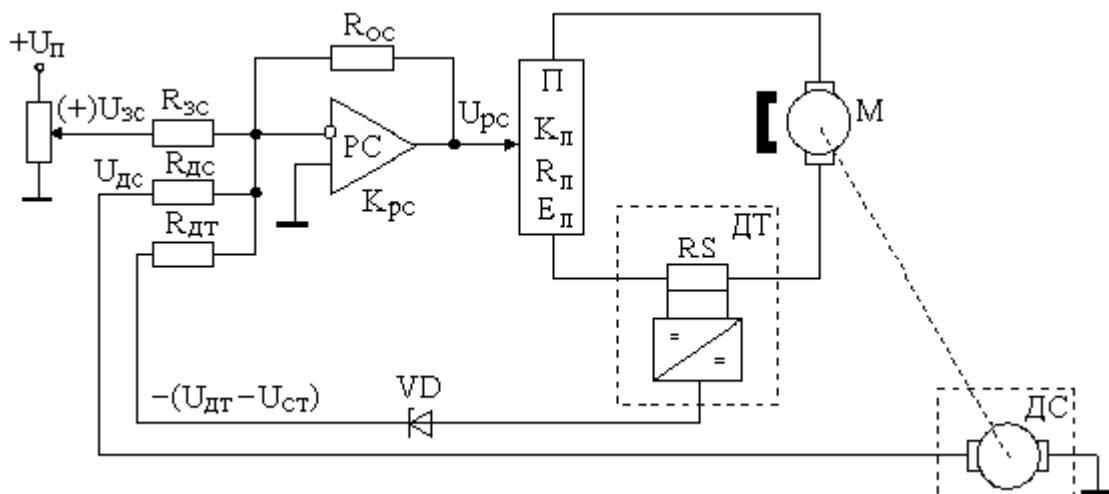 +Uп
Rос
(+)Uзс
Rзс
Uдс
Rдс
Rдт
РС
Kрс
Uрс
П
Kп
Rп
Eп
М
ДТ
RS
=
=
−(Uдт−Uст)
VD
ДС